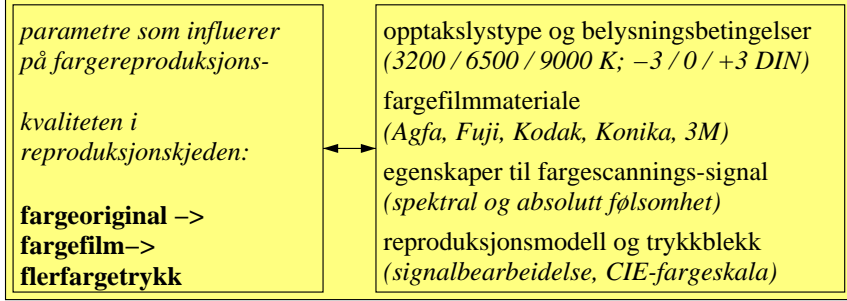 parametre som influerer
på fargereproduksjons-
kvaliteten i
reproduksjonskjeden:
fargeoriginal −>
fargefilm−>
flerfargetrykk
opptakslystype og belysningsbetingelser
(3200 / 6500 / 9000 K; −3 / 0 / +3 DIN)
fargefilmmateriale
(Agfa, Fuji, Kodak, Konika, 3M)
egenskaper til fargescannings-signal
(spektral og absolutt følsomhet)
reproduksjonsmodell og trykkblekk
(signalbearbeidelse, CIE-fargeskala)